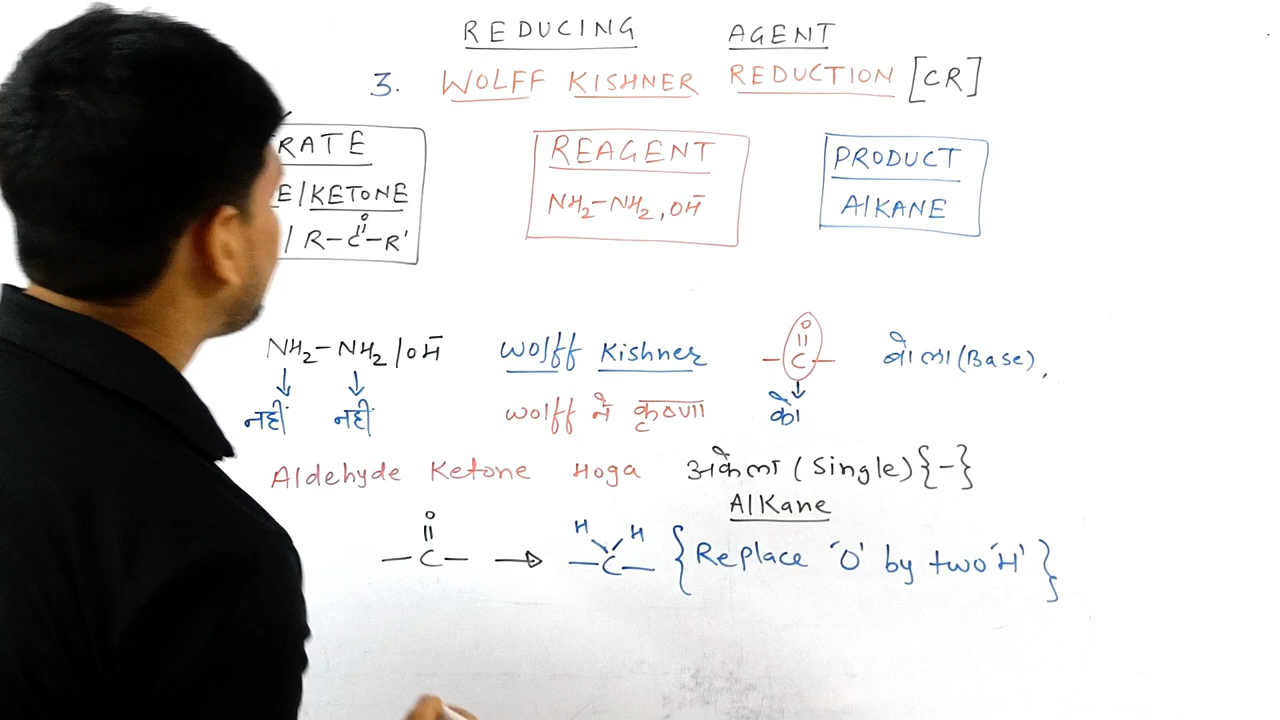 REDUCING AGENT
3. WOLFF KISHNER REDUCTION [CR]
RATE
E/KETONE
O
/ R-C-R'
REAGENT
NH2-NH2, OH-
PRODUCT
AlKANE
NH2-NH2/OH-
नहीं नहीं
Wolff Kishner
O
-C-
को
बोला (Base),
Wolff ने कृष्णा
Aldehyde Ketone Hoga अकेला (Single) {-}
AlKane
O
-C- → H H -C- {Replace 'O' by two 'H'}